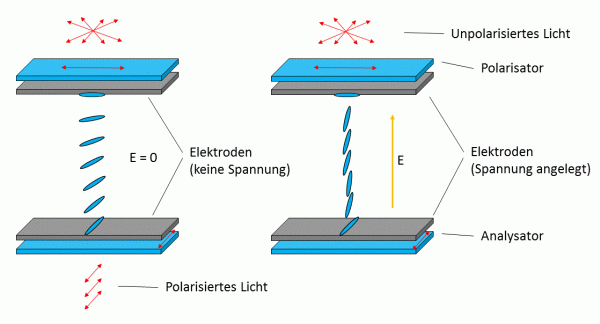 Unpolarisiertes Licht
Polarisator
E = 0
Elektroden
(keine Spannung)
E
Elektroden
(Spannung angelegt)
Analysator
Polarisiertes Licht